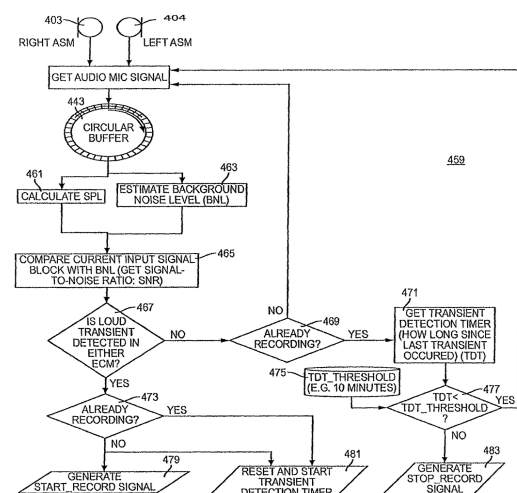 403
404
RIGHT ASM
LEFT ASM
GET AUDIO MIC SIGNAL
443
CIRCULAR
BUFFER
459
461
CALCULATE SPL
463
ESTIMATE BACKGROUND
NOISE LEVEL (BNL)
COMPARE CURRENT INPUT SIGNAL
BLOCK WITH BNL (GET SIGNAL-
TO-NOISE RATIO: SNR)
465
467
IS LOUD
TRANSIENT
DETECTED IN
EITHER
ECM?
NO
NO
469
ALREADY
RECORDING?
YES
471
GET TRANSIENT
DETECTION TIMER
(HOW LONG SINCE
LAST TRANSIENT
OCCURED) (TDT)
475
TDT_THRESHOLD
(E.G. 10 MINUTES)
477
TDT<
TDT_THRESHOLD
?
YES
YES
473
ALREADY
RECORDING?
YES
NO
NO
479
GENERATE
START_RECORD SIGNAL
481
RESET AND START
TRANSIENT
DETECTION TIMER
483
GENERATE
STOP_RECORD
SIGNAL